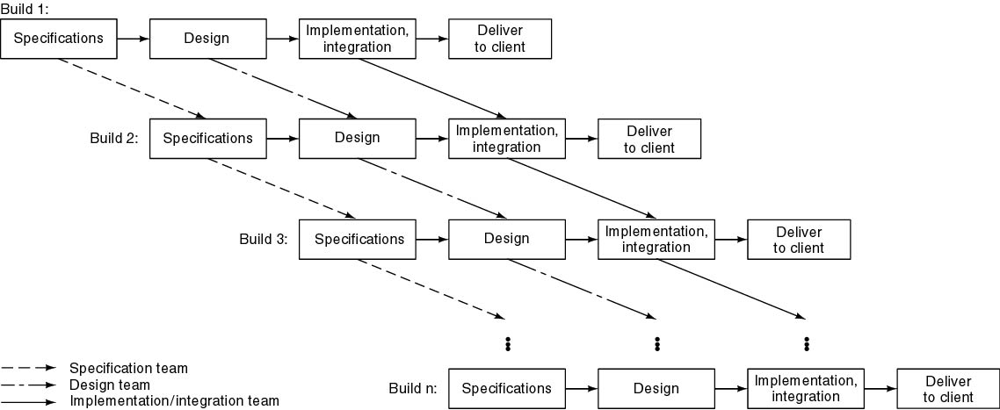 Build 1:
Specifications
Design
Implementation,
integration
Deliver
to client
Build 2:
Specifications
Design
Implementation,
integration
Deliver
to client
Build 3:
Specifications
Design
Implementation,
integration
Deliver
to client
Build n:
Specifications
Design
Implementation,
integration
Deliver
to client
Specification team
Design team
Implementation/integration team